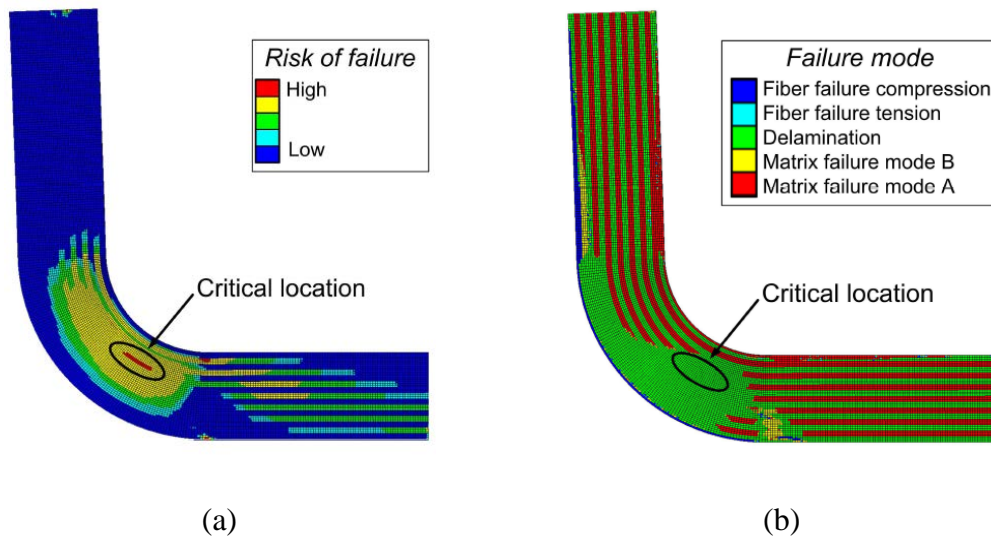 Risk of failure
High
Low
Critical location
(a)
Failure mode
Fiber failure compression
Fiber failure tension
Delamination
Matrix failure mode B
Matrix failure mode A
Critical location
(b)